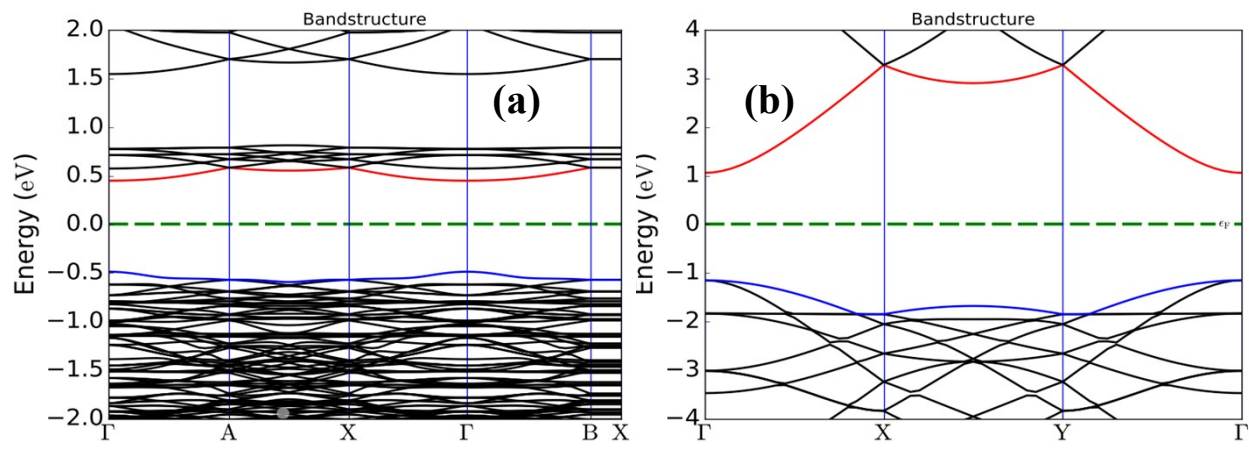 Bandstructure
2.0
1.5
1.0
0.5
0.0
−0.5
−1.0
−1.5
−2.0
Energy (eV)
(a)
Γ A X Γ B X
Bandstructure
4
3
2
1
0
−1
−2
−3
−4
Energy (eV)
(b)
ϵF
Γ X Y Γ